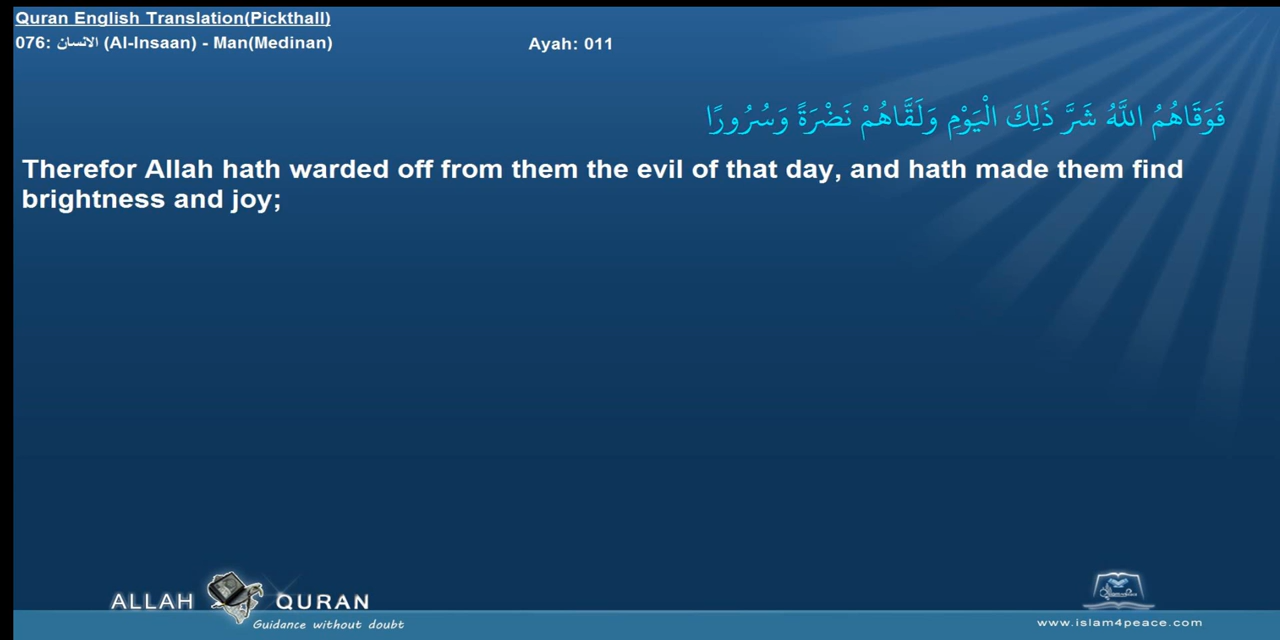 Quran English Translation(Pickthall)
076: الانسان (Al-Insaan) - Man(Medinan)
Ayah: 011
فَوَقَاهُمُ اللَّهُ شَرَّ ذَلِكَ الْيَوْمِ وَلَقَّاهُمْ نَضْرَةً وَسُرُورًا
Therefor Allah hath warded off from them the evil of that day, and hath made them find
brightness and joy;
ALLAH QURAN
Guidance without doubt
www.islam4peace.com